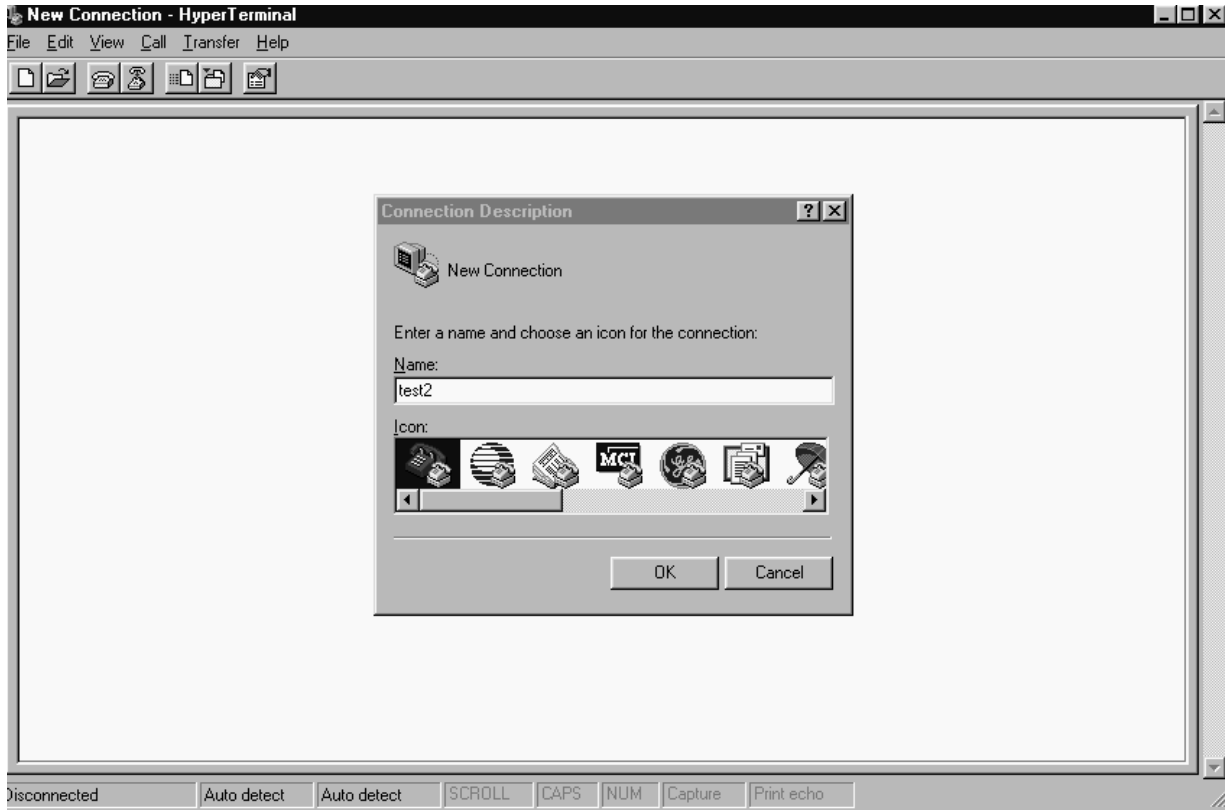 New Connection - HyperTerminal
File Edit View Call Transfer Help
Connection Description
New Connection
Enter a name and choose an icon for the connection:
Name:
test2
Icon:
MCI
OK Cancel
Disconnected Auto detect Auto detect SCROLL CAPS NUM Capture Print echo